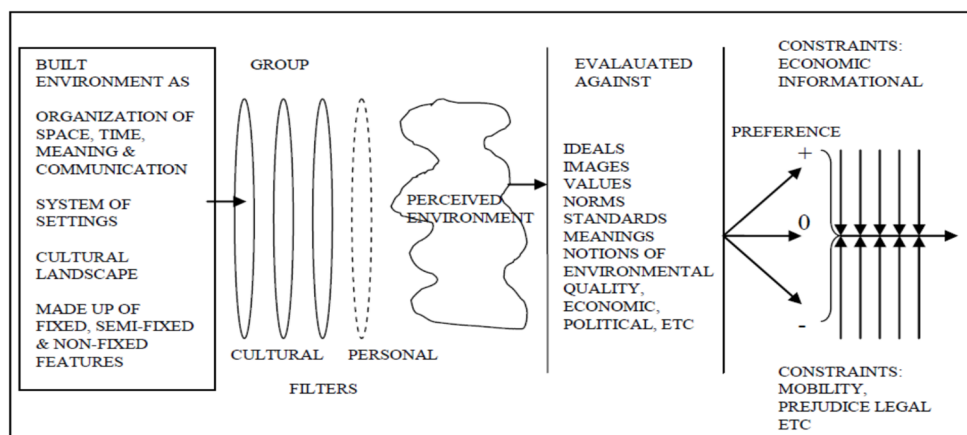 BUILT
ENVIRONMENT AS
ORGANIZATION OF
SPACE, TIME,
MEANING &
COMMUNICATION
SYSTEM OF
SETTINGS
CULTURAL
LANDSCAPE
MADE UP OF
FIXED, SEMI-FIXED
& NON-FIXED
FEATURES
GROUP
CULTURAL
PERSONAL
FILTERS
PERCEIVED
ENVIRONMENT
EVALAUATED
AGAINST
IDEALS
IMAGES
VALUES
NORMS
STANDARDS
MEANINGS
NOTIONS OF
ENVIRONMENTAL
QUALITY,
ECONOMIC,
POLITICAL, ETC
CONSTRAINTS:
ECONOMIC
INFORMATIONAL
PREFERENCE
+
0
-
CONSTRAINTS:
MOBILITY,
PREJUDICE LEGAL
ETC